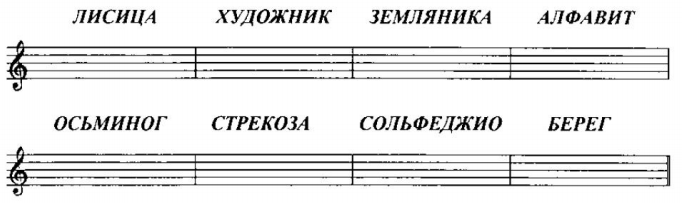 ЛИСИЦА ХУДОЖНИК ЗЕМЛЯНИКА АЛФАВИТ
ОСЬМИНОГ СТРЕКОЗА СОЛЬФЕДЖИО БЕРЕГ